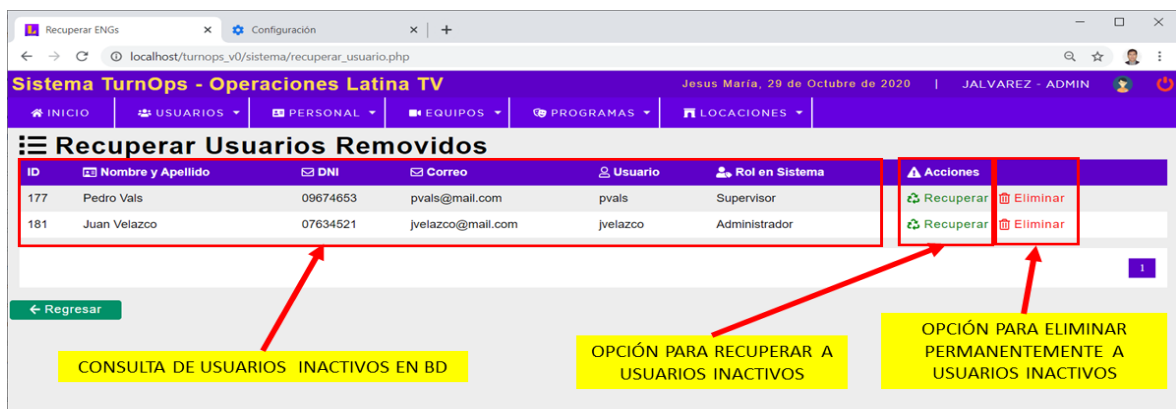 Recuperar ENGs
Configuración
localhost/turnops_v0/sistema/recuperar_usuario.php
Sistema TurnOps - Operaciones Latina TV
Jesus María, 29 de Octubre de 2020 | JALVAREZ - ADMIN
INICIO USUARIOS PERSONAL EQUIPOS PROGRAMAS LOCACIONES
Recuperar Usuarios Removidos
ID Nombre y Apellido DNI Correo Usuario Rol en Sistema Acciones
177 Pedro Vals 09674653 pvals@mail.com pvals Supervisor Recuperar Eliminar
181 Juan Velazco 07634521 jvelazco@mail.com jvelazco Administrador Recuperar Eliminar
1
Regresar
CONSULTA DE USUARIOS INACTIVOS EN BD
OPCIÓN PARA RECUPERAR A
USUARIOS INACTIVOS
OPCIÓN PARA ELIMINAR
PERMANENTEMENTE A
USUARIOS INACTIVOS